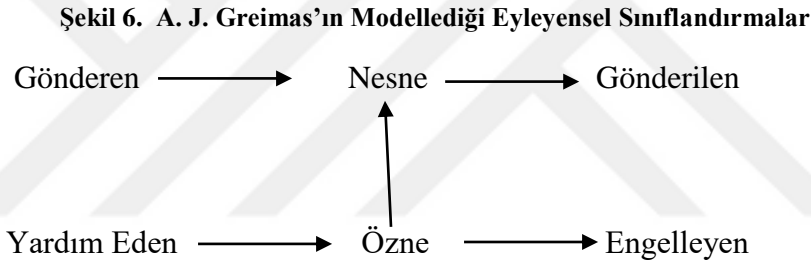 Şekil 6. A. J. Greimas’ın Modellediği Eyleyensel Sınıflandırmalar
Gönderen Nesne Gönderilen
Yardım Eden Özne Engelleyen